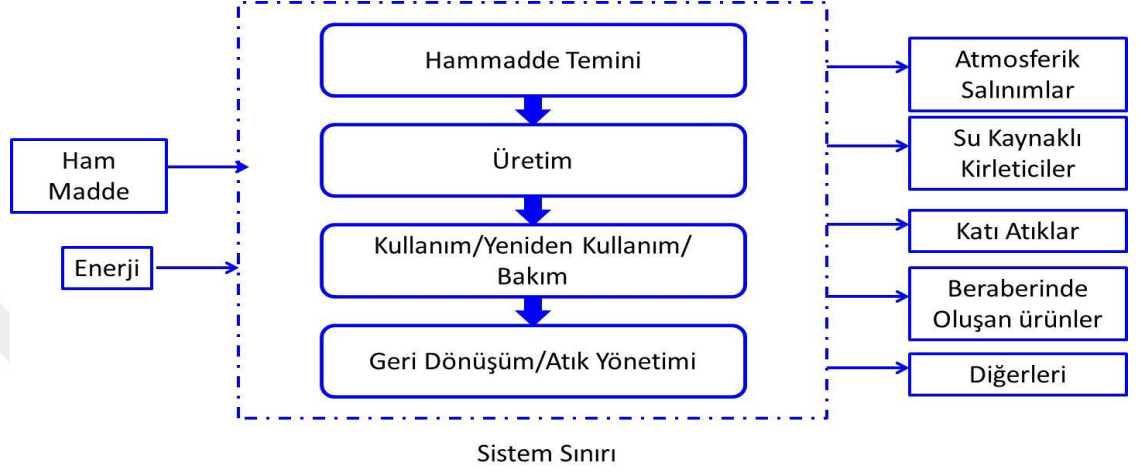 Ham
Madde
Enerji
Hammadde Temini
Üretim
Kullanım/Yeniden Kullanım/
Bakım
Geri Dönüşüm/Atık Yönetimi
Sistem Sınırı
Atmosferik
Salınımlar
Su Kaynaklı
Kirleticiler
Katı Atıklar
Beraberinde
Oluşan ürünler
Diğerleri